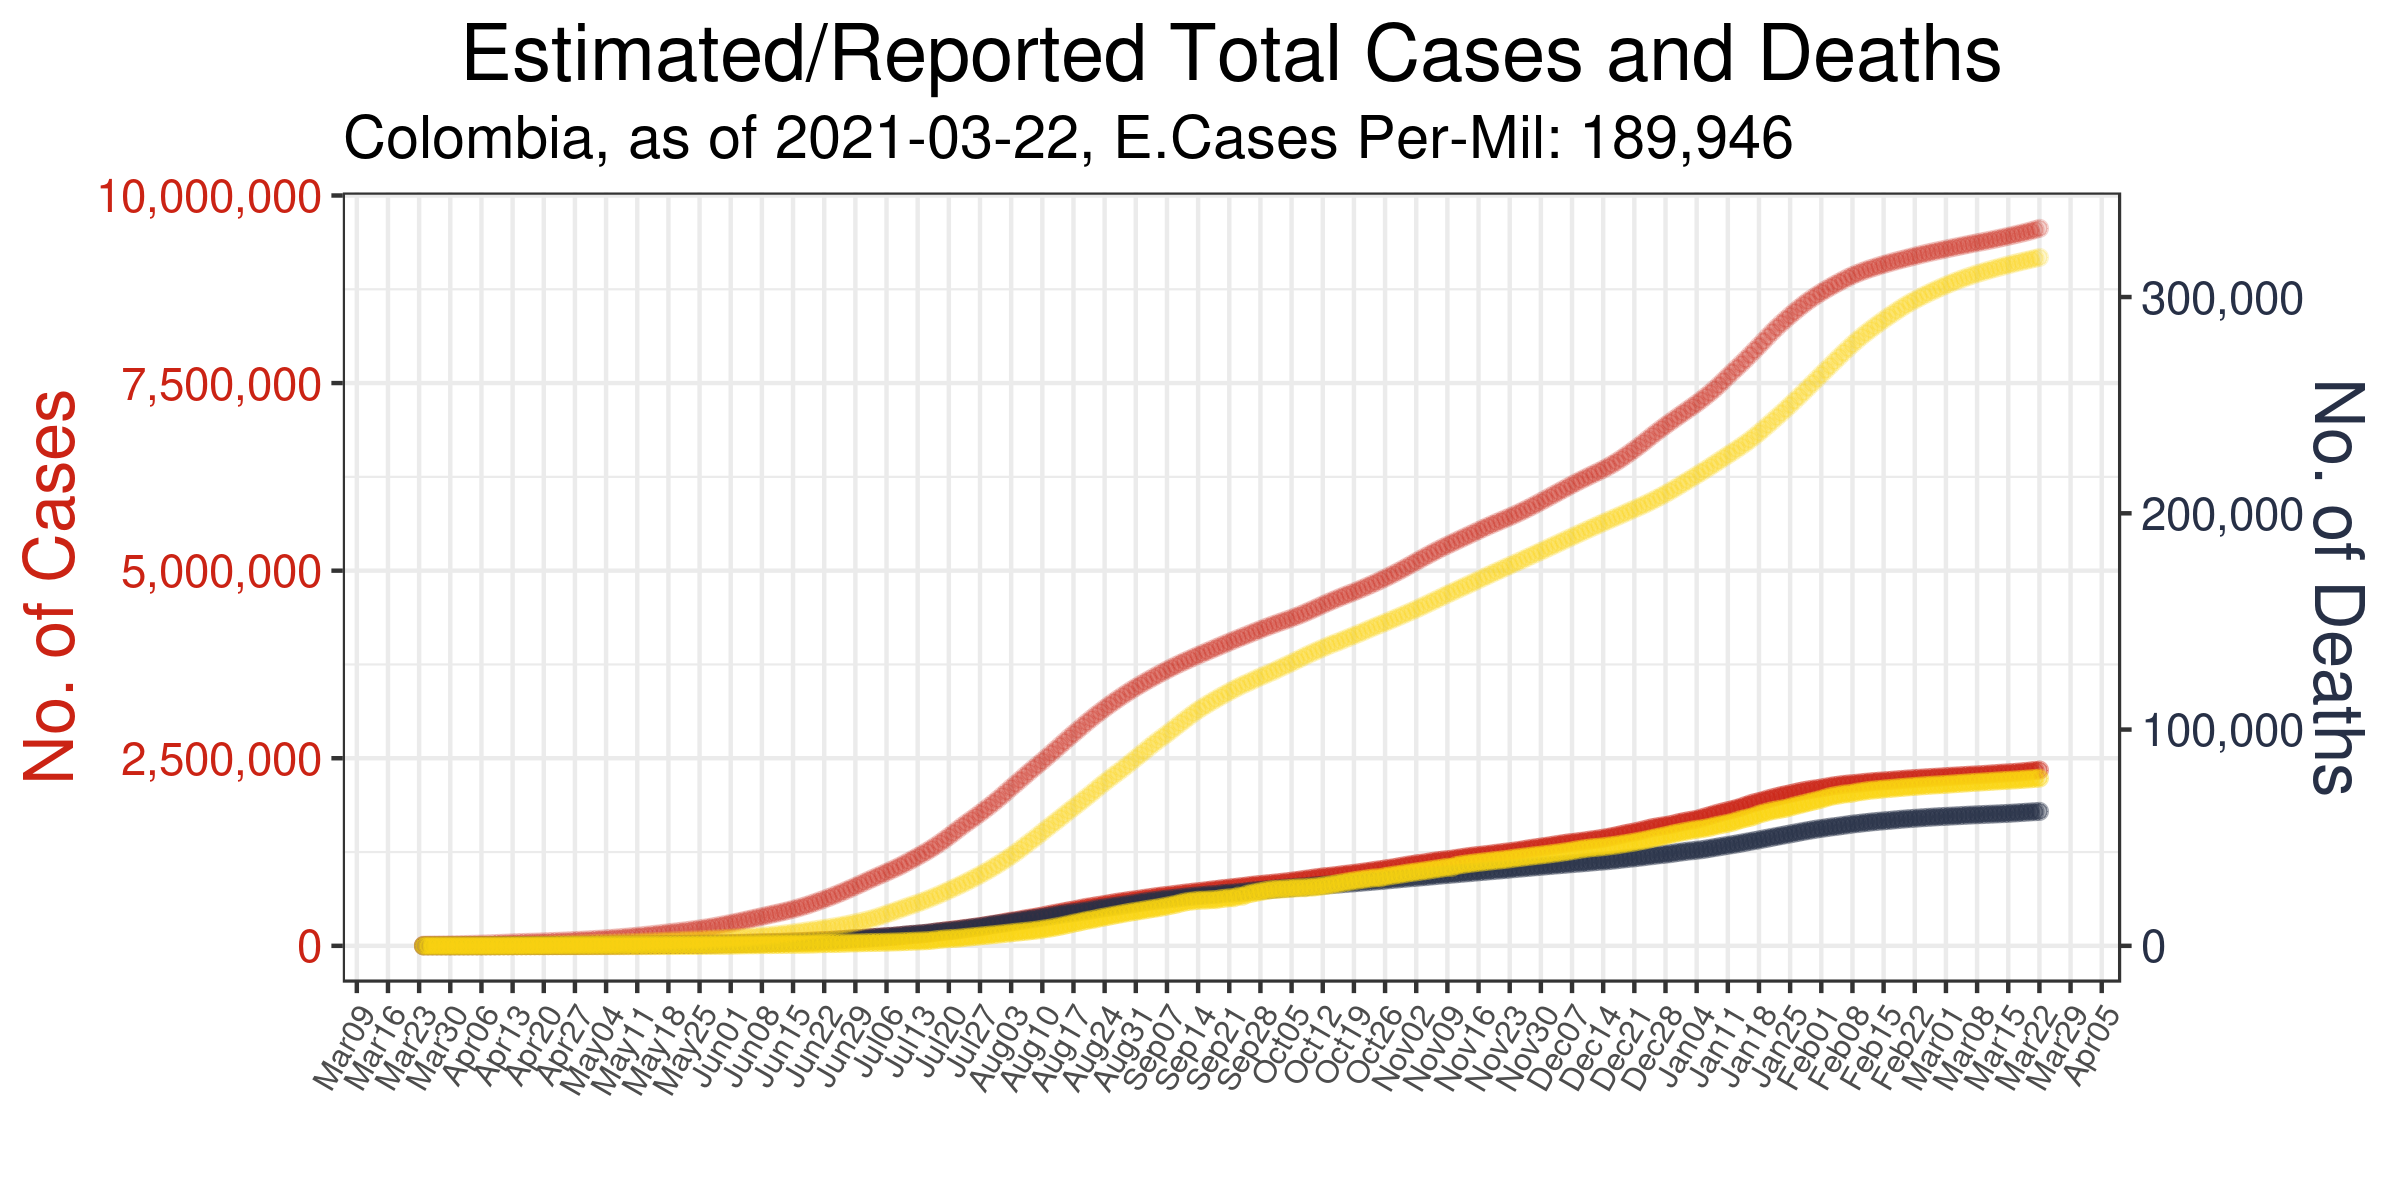 Estimated/Reported Total Cases and Deaths
Colombia, as of 2021-03-22, E.Cases Per-Mil: 189,946
No. of Cases
10,000,000
7,500,000
5,000,000
2,500,000
0
300,000
200,000
100,000
0
No. of Deaths
Mar09
Mar16
Mar23
Mar30
Apr06
Apr13
Apr20
Apr27
May04
May11
May18
May25
Jun01
Jun08
Jun15
Jun22
Jun29
Jul06
Jul13
Jul20
Jul27
Aug03
Aug10
Aug17
Aug24
Aug31
Sep07
Sep14
Sep21
Sep28
Oct05
Oct12
Oct19
Oct26
Nov02
Nov09
Nov16
Nov23
Nov30
Dec07
Dec14
Dec21
Dec28
Jan04
Jan11
Jan18
Jan25
Feb01
Feb08
Feb15
Feb22
Mar01
Mar08
Mar15
Mar22
Mar29
Apr05